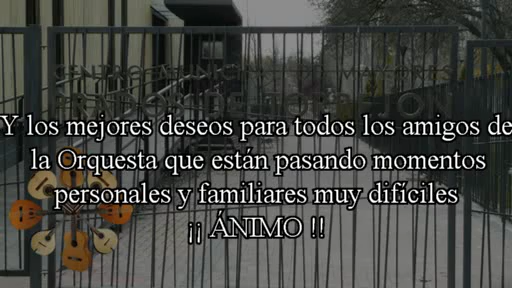 Y los mejores deseos para todos los amigos de
la Orquesta que están pasando momentos
personales y familiares muy difíciles
¡¡ ÁNIMO !!